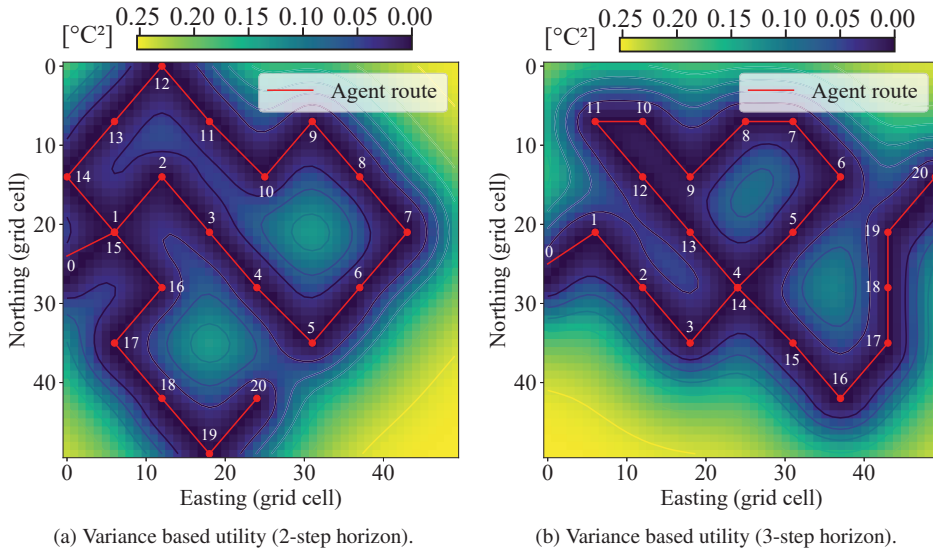 [°C²]
0.25 0.20 0.15 0.10 0.05 0.00
Agent route
Northing (grid cell)
0
10
20
30
40
0 1 2 3 4 5 6 7 8 9 10 11 12 13 14 15 16 17 18 19 20
0 10 20 30 40
Easting (grid cell)
(a) Variance based utility (2-step horizon).
[°C²]
0.25 0.20 0.15 0.10 0.05 0.00
Agent route
Northing (grid cell)
0
10
20
30
40
0 1 2 3 4 5 6 7 8 9 10 11 12 13 14 15 16 17 18 19 20
0 10 20 30 40
Easting (grid cell)
(b) Variance based utility (3-step horizon).